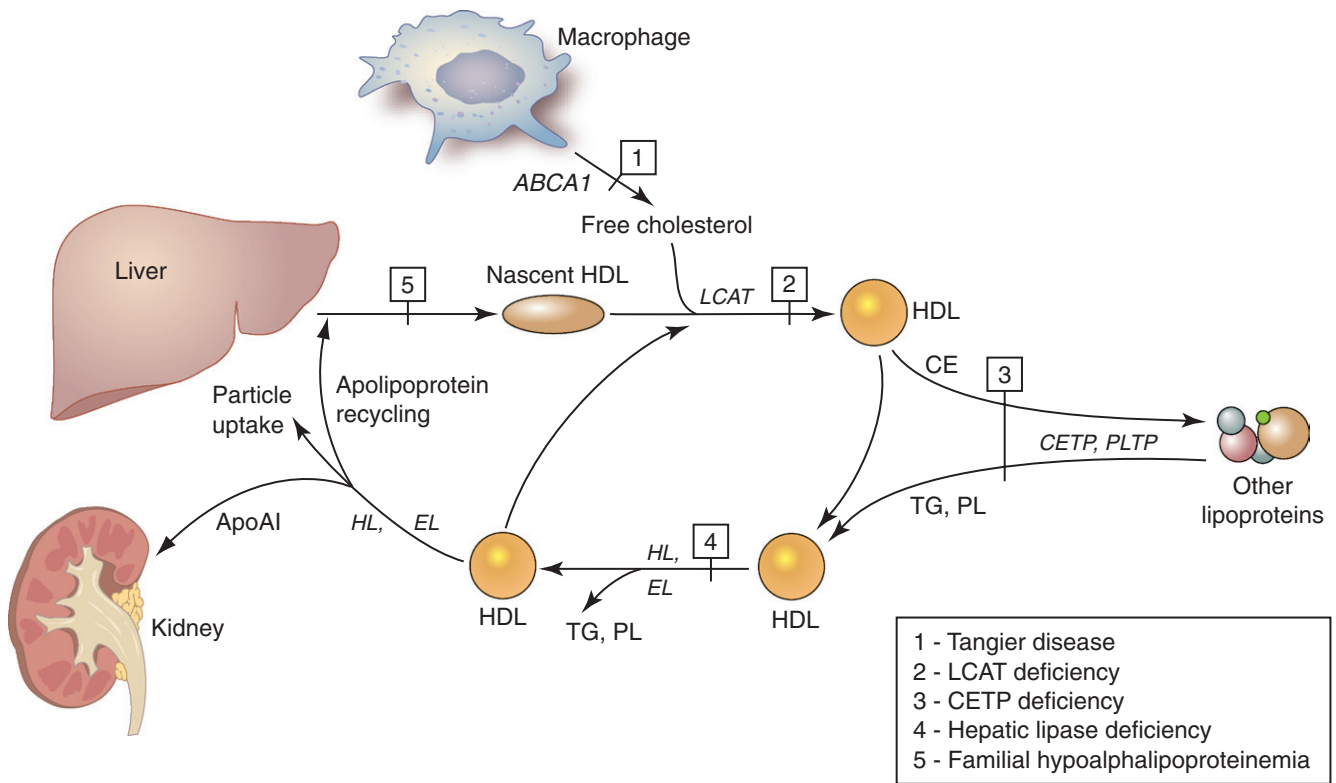 Macrophage
1
ABCA1
Free cholesterol
Liver
5
Nascent HDL
LCAT
2
HDL
CE
3
Particle
uptake
Apolipoprotein
recycling
CETP, PLTP
Other
lipoproteins
TG, PL
ApoAI
HL, EL
HL,
4
EL
HDL
HDL
TG, PL
Kidney
1 - Tangier disease
2 - LCAT deficiency
3 - CETP deficiency
4 - Hepatic lipase deficiency
5 - Familial hypoalphalipoproteinemia